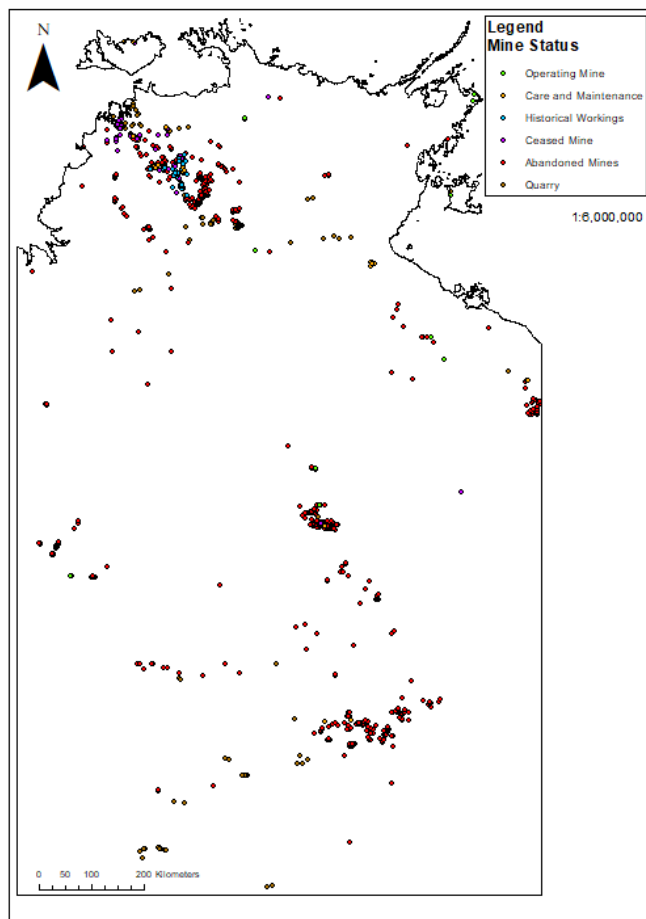 N
Legend
Mine Status
Operating Mine
Care and Maintenance
Historical Workings
Ceased Mine
Abandoned Mines
Quarry
1:6,000,000
0 50 100 200 Kilometers